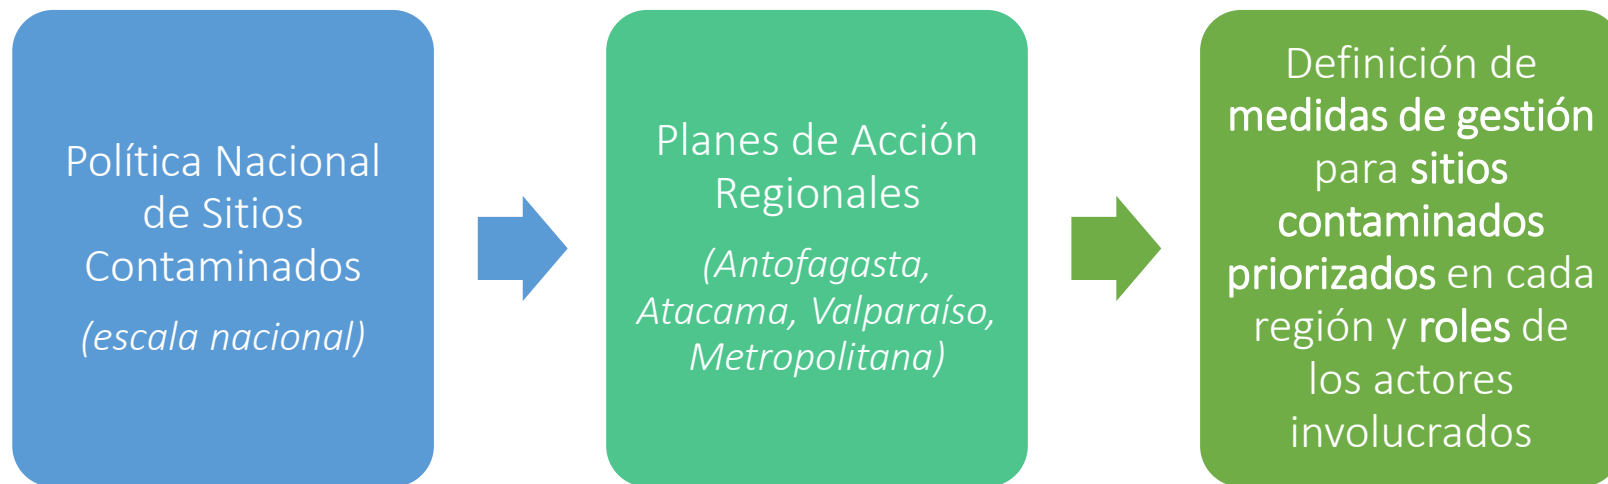 Política Nacional
de Sitios
Contaminados
(escala nacional)
Planes de Acción
Regionales
(Antofagasta,
Atacama, Valparaíso,
Metropolitana)
Definición de
medidas de gestión
para sitios
contaminados
priorizados en cada
región y roles de
los actores
involucrados